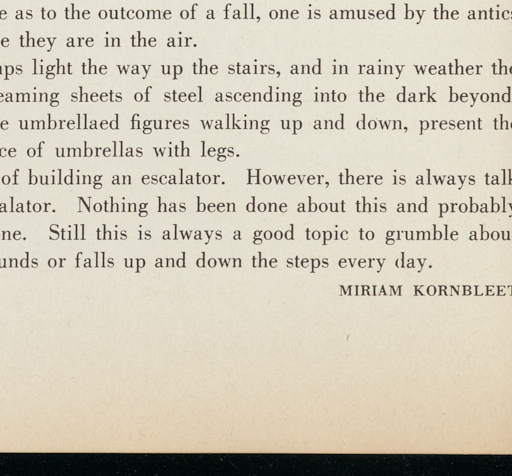 e as to the outcome of a fall, one is amused by the antics
e they are in the air.
ps light the way up the stairs, and in rainy weather the
eaming sheets of steel ascending into the dark beyond
e umbrellaed figures walking up and down, present the
ce of umbrellas with legs.
of building an escalator. However, there is always talk
alator. Nothing has been done about this and probably
ne. Still this is always a good topic to grumble abou
unds or falls up and down the steps every day.
MIRIAM KORNBLEET